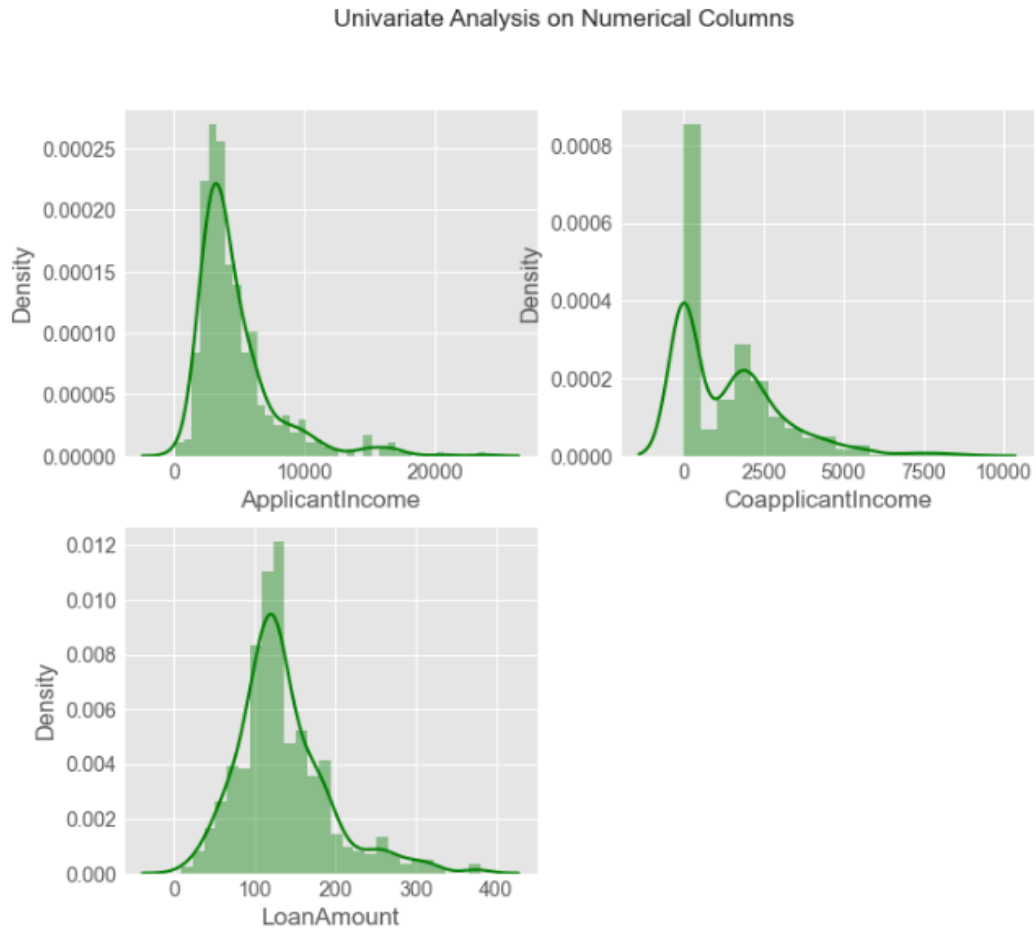 Univariate Analysis on Numerical Columns
Density
0.00025
0.00020
0.00015
0.00010
0.00005
0.00000
0 10000 20000
ApplicantIncome
Density
0.0008
0.0006
0.0004
0.0002
0.0000
0 2500 5000 7500 10000
CoapplicantIncome
Density
0.012
0.010
0.008
0.006
0.004
0.002
0.000
0 100 200 300 400
LoanAmount